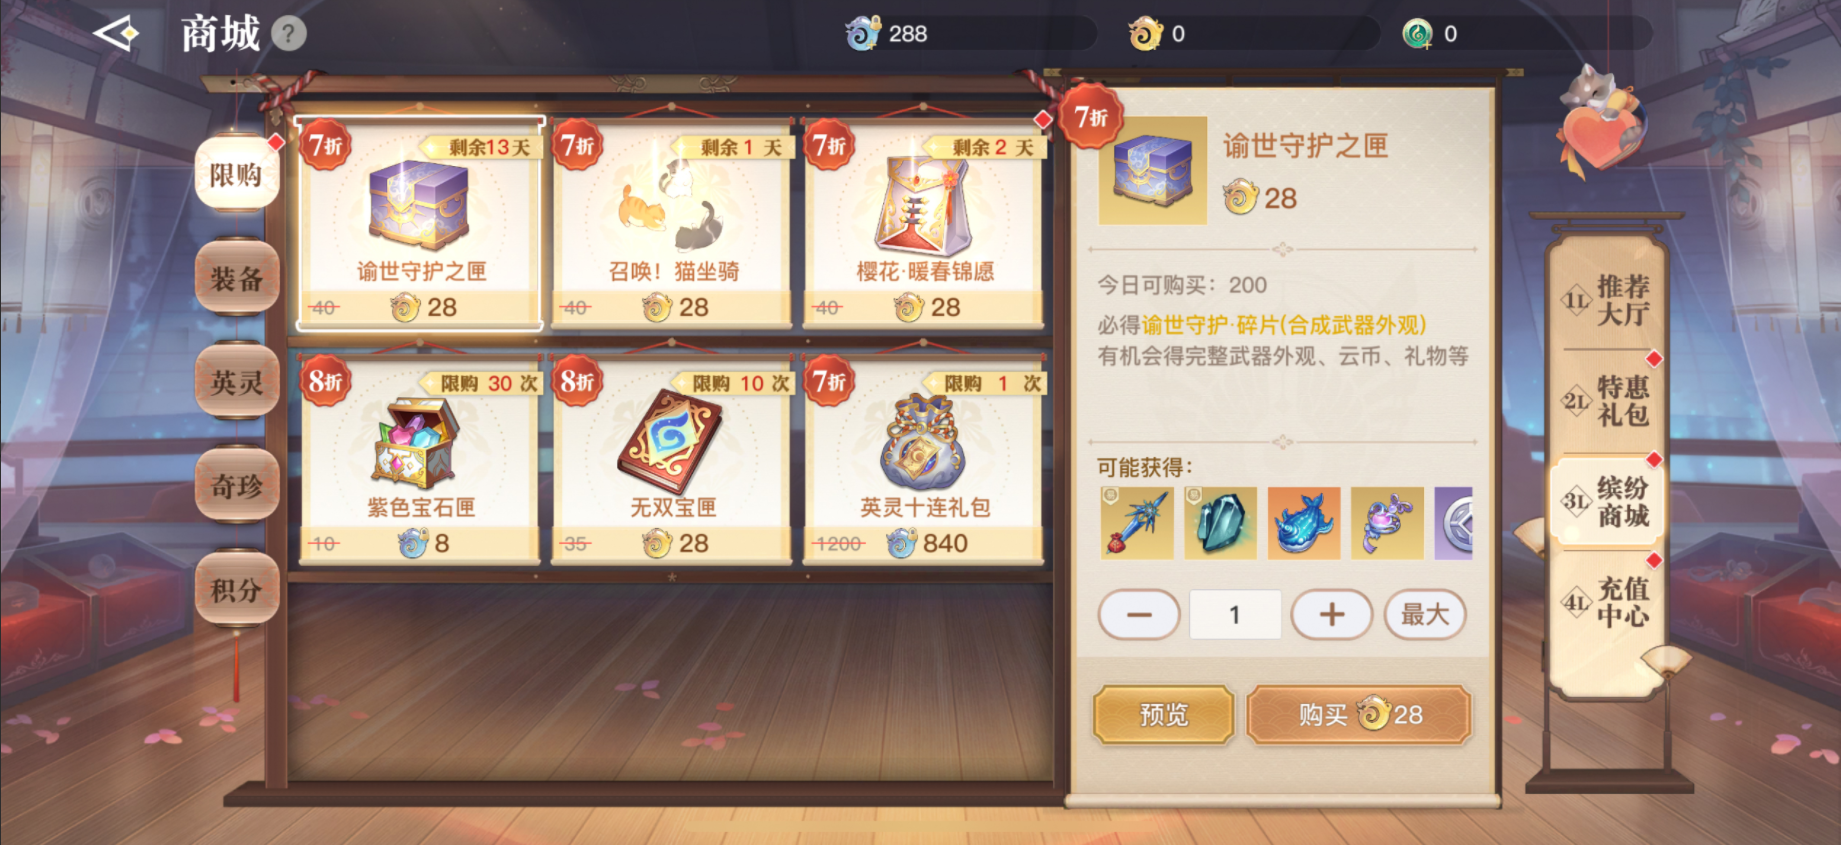 商城
?
288
0
0
限购
装备
英灵
奇珍
积分
7折
剩余13天
谕世守护之匣
40
28
7折
剩余 1 天
召唤！猫坐骑
40
28
7折
剩余 2 天
樱花·暖春锦愿
40
28
8折
限购 30 次
紫色宝石匣
10
8
8折
限购 10 次
无双宝匣
35
28
7折
限购 1 次
英灵十连礼包
1200
840
7折
谕世守护之匣
28
今日可购买：200
必得谕世守护·碎片(合成武器外观)
有机会得完整武器外观、云币、礼物等
可能获得：
1
最大
预览
购买 28
1L
推荐
大厅
2L
特惠
礼包
3L
缤纷
商城
4L
充值
中心